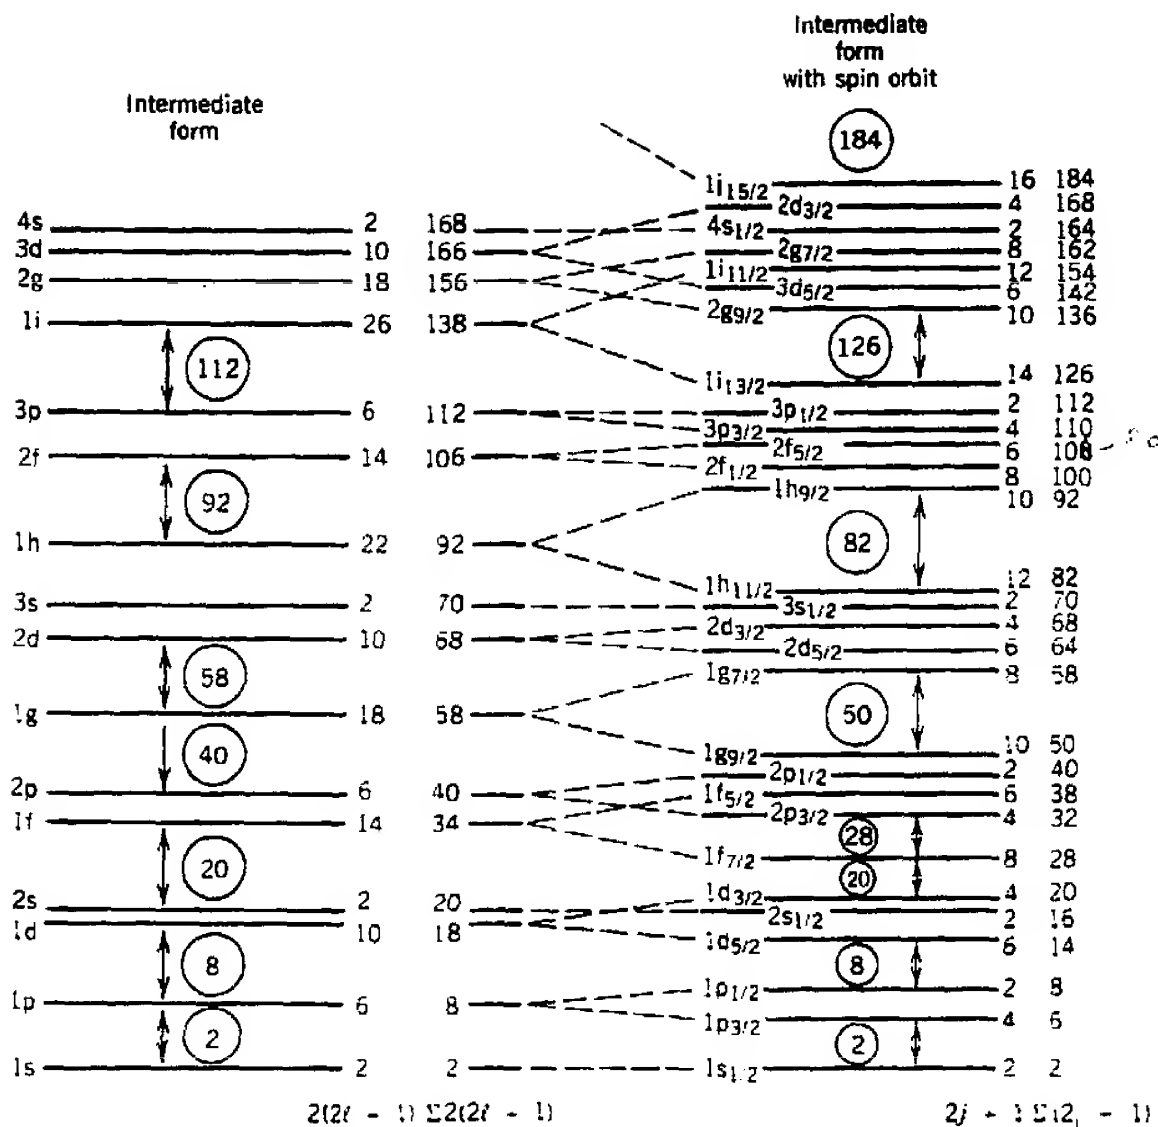 Intermediate
form
with spin orbit
Intermediate
form
184
1i15/2 16 184
2d3/2 4 168
4s 2 168 4s1/2 2 164
3d 10 166 2g7/2 8 162
1i11/2 12 154
2g 18 156 3d5/2 6 142
2g9/2 10 136
1i 26 138
126
112
1i13/2 14 126
3p 6 112 3p1/2 2 112
3p3/2 4 110
2f5/2 6
2f 14 106 2f1/2 8 100
1h9/2 10 92
92
82
1h 22 92
1h11/2 12 82
3s 2 70 3s1/2 2 70
2d 10 68 2d3/2 4 68
2d5/2 6 64
58
1g7/2 8 58
1g 18 58
50
40
1g9/2 10 50
2p1/2 2 40
2p 6 40 1f5/2 6 38
2p3/2 4 32
1f 14 34
28
1f7/2 8 28
20
20
1d3/2 4 20
2s 2 20 2s1/2 2 16
1d 10 18
1d5/2 6 14
8
8
1p1/2 2 8
1p 6 8
1p3/2 4 6
2
2
1s 2 2 1s1/2 2 2
2(2ℓ - 1) Σ2(2ℓ - 1)